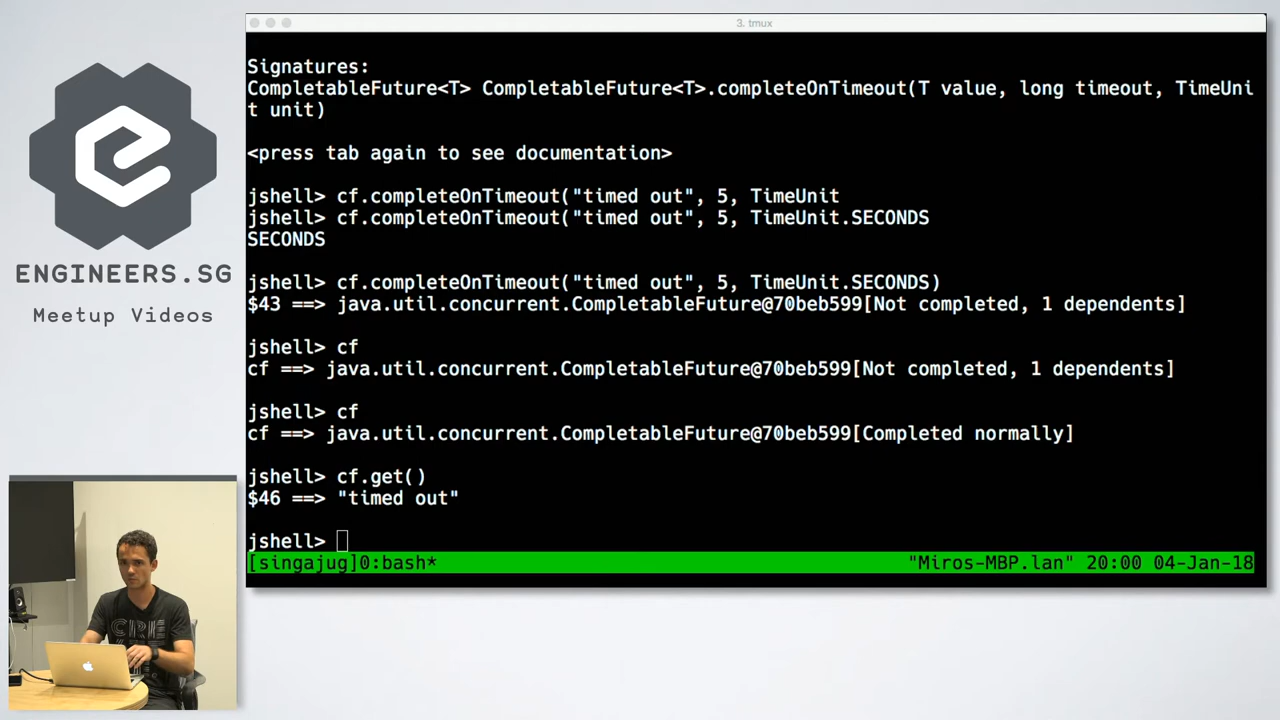 3. tmux
Signatures:
CompletableFuture<T> CompletableFuture<T>.completeOnTimeout(T value, long timeout, TimeUni
t unit)
<press tab again to see documentation>
jshell> cf.completeOnTimeout("timed out", 5, TimeUnit
jshell> cf.completeOnTimeout("timed out", 5, TimeUnit.SECONDS
SECONDS
jshell> cf.completeOnTimeout("timed out", 5, TimeUnit.SECONDS)
$43 ==> java.util.concurrent.CompletableFuture@70beb599[Not completed, 1 dependents]
jshell> cf
cf ==> java.util.concurrent.CompletableFuture@70beb599[Not completed, 1 dependents]
jshell> cf
cf ==> java.util.concurrent.CompletableFuture@70beb599[Completed normally]
jshell> cf.get()
$46 ==> "timed out"
jshell>
[singajug]0:bash* "Miros-MBP.lan" 20:00 04-Jan-18
ENGINEERS.SG
Meetup Videos